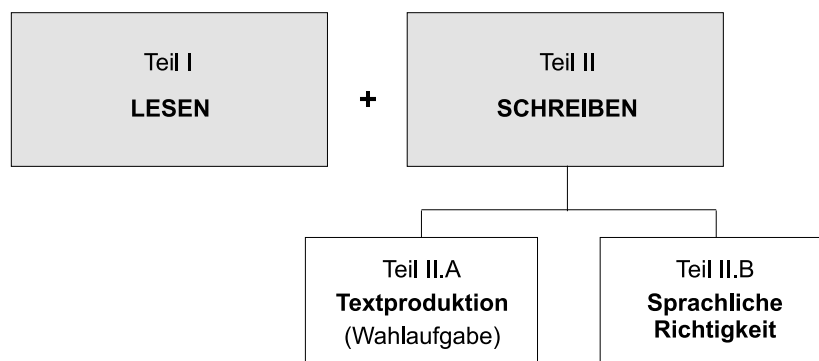 Teil I
LESEN
+
Teil II
SCHREIBEN
Teil II.A
Textproduktion
(Wahlaufgabe)
Teil II.B
Sprachliche
Richtigkeit